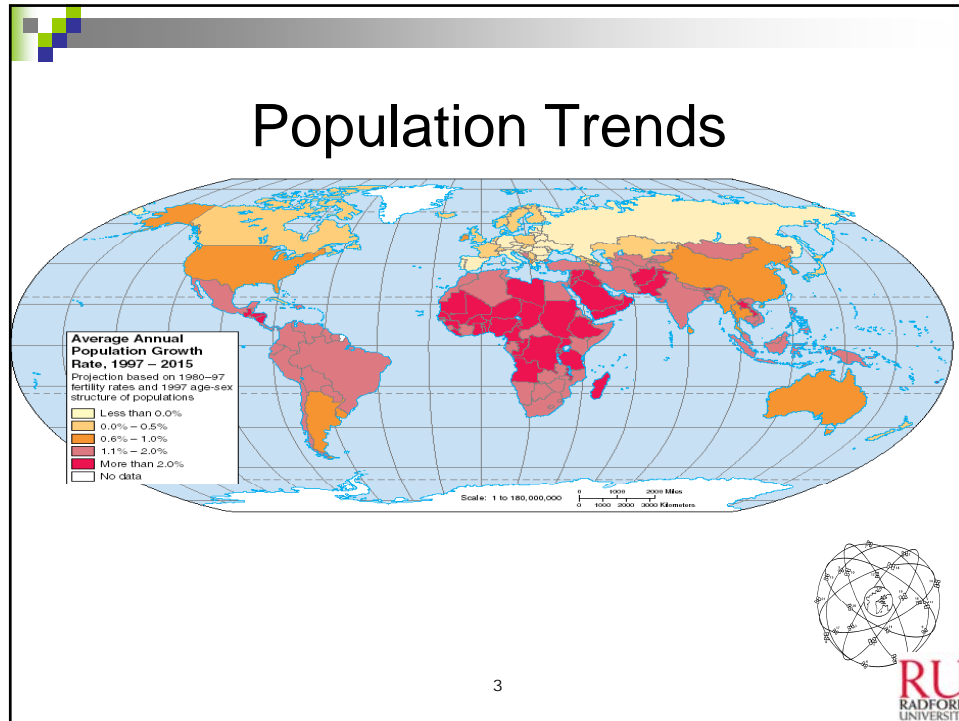 Population Trends
Average Annual
Population Growth
Rate, 1997 – 2015
Projection based on 1980–97
fertility rates and 1997 age-sex
structure of populations
Less than 0.0%
0.0% – 0.5%
0.6% – 1.0%
1.1% – 2.0%
More than 2.0%
No data
Scale: 1 to 180,000,000
0 1000 2000 Miles
0 1000 2000 3000 Kilometers
3
RU
RADFORD
UNIVERSIT